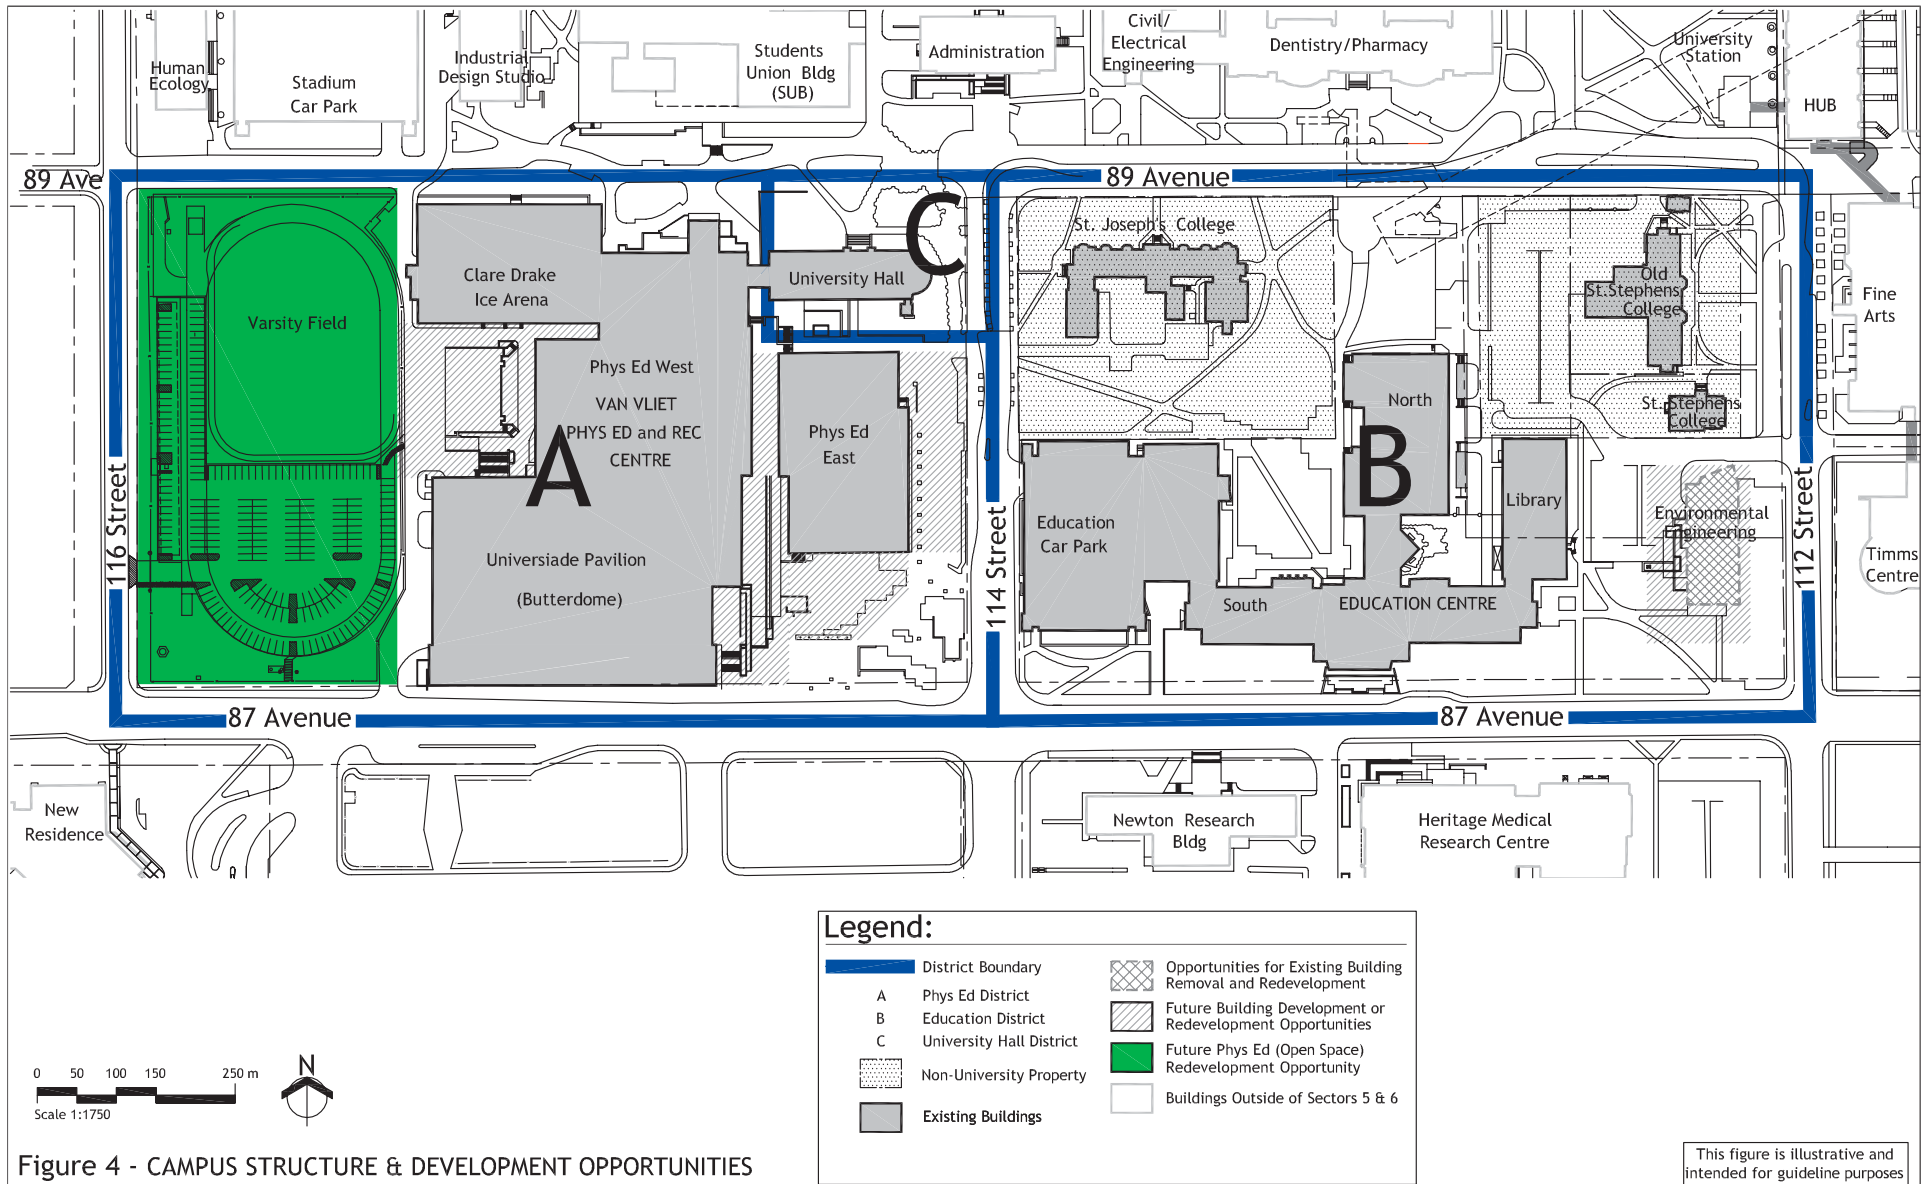 Human
Ecology
Stadium
Car Park
Industrial
Design Studio
Students
Union Bldg
(SUB)
Administration
Civil/
Electrical
Engineering
Dentistry/Pharmacy
University
Station
HUB
89 Ave
89 Avenue
C
St. Joseph's College
Clare Drake
Ice Arena
University Hall
Old
St.Stephens
College
Fine
Arts
Varsity Field
Phys Ed West
VAN VLIET
PHYS ED and REC
CENTRE
A
Phys Ed
East
North
B
St. Stephens
College
116 Street
114 Street
112 Street
Education
Car Park
Library
Environmental
Engineering
Timms
Centre
Universiade Pavilion
(Butterdome)
South
EDUCATION CENTRE
87 Avenue
87 Avenue
New
Residence
Newton Research
Bldg
Heritage Medical
Research Centre
Legend:
District Boundary
A Phys Ed District
B Education District
C University Hall District
Non-University Property
Existing Buildings
Opportunities for Existing Building
Removal and Redevelopment
Future Building Development or
Redevelopment Opportunities
Future Phys Ed (Open Space)
Redevelopment Opportunity
Buildings Outside of Sectors 5 & 6
N
0 50 100 150 250 m
Scale 1:1750
Figure 4 - CAMPUS STRUCTURE & DEVELOPMENT OPPORTUNITIES
This figure is illustrative and
intended for guideline purposes